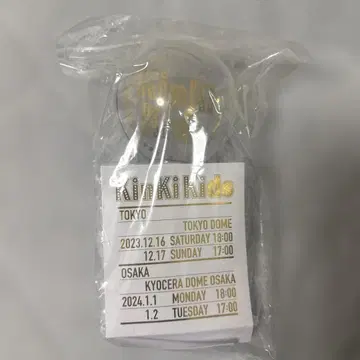 KinKi Kids
TOKYO
TOKYO DOME
2023.12.16 SATURDAY 18:00
12.17 SUNDAY 17:00
OSAKA
KYOCERA DOME OSAKA
2024.1.1 MONDAY 18:00
1.2 TUESDAY 17:00